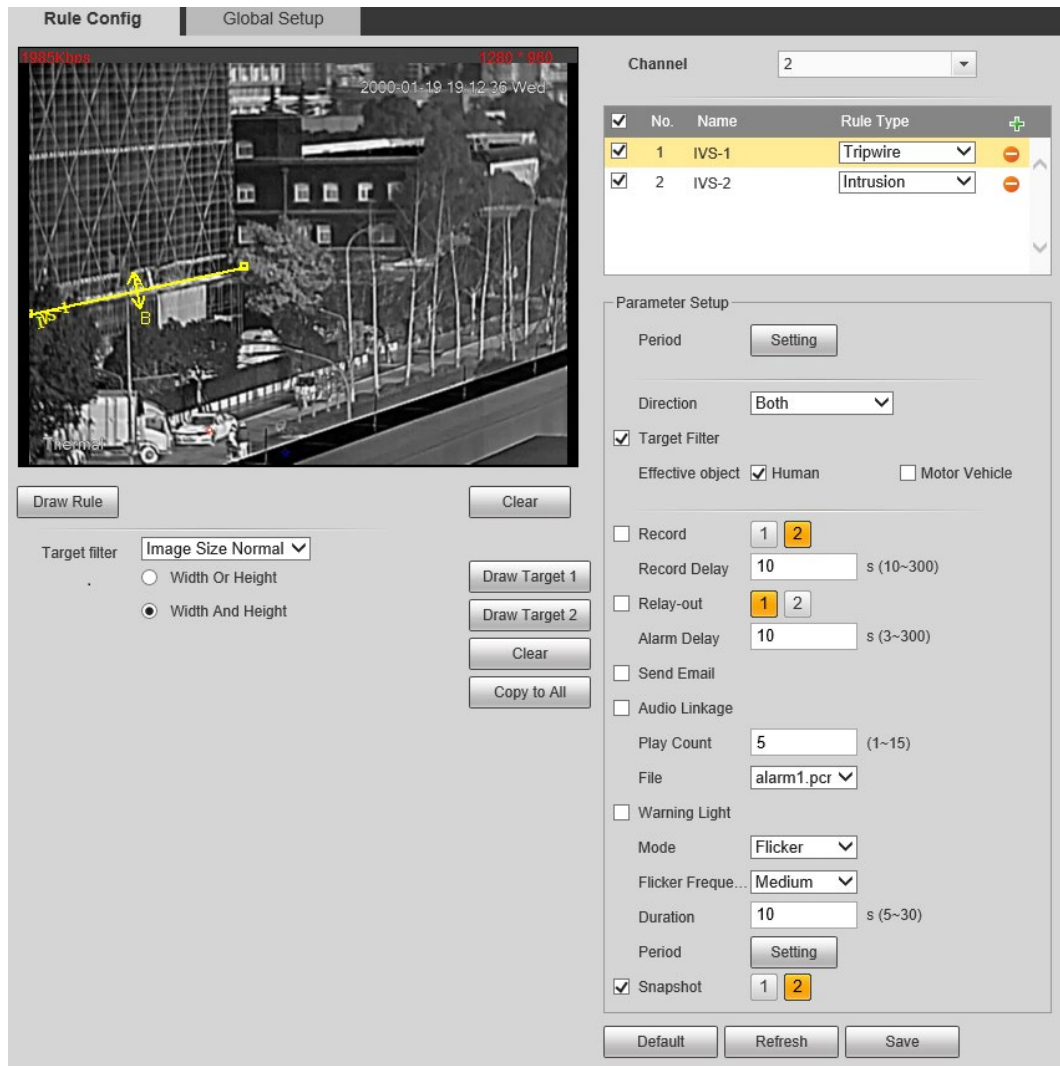 Rule Config Global Setup
1985Kbps 1280 * 960
2000-01-19 19:12:36 Wed
IVS-1
B
Thermal
Draw Rule Clear
Target filter Image Size Normal
Width Or Height
Width And Height
Draw Target 1
Draw Target 2
Clear
Copy to All
Channel 2
No. Name Rule Type
1 IVS-1 Tripwire
2 IVS-2 Intrusion
Parameter Setup
Period Setting
Direction Both
Target Filter
Effective object Human Motor Vehicle
Record 1 2
Record Delay 10 s (10~300)
Relay-out 1 2
Alarm Delay 10 s (3~300)
Send Email
Audio Linkage
Play Count 5 (1~15)
File alarm1.pcr
Warning Light
Mode Flicker
Flicker Freque... Medium
Duration 10 s (5~30)
Period Setting
Snapshot 1 2
Default Refresh Save